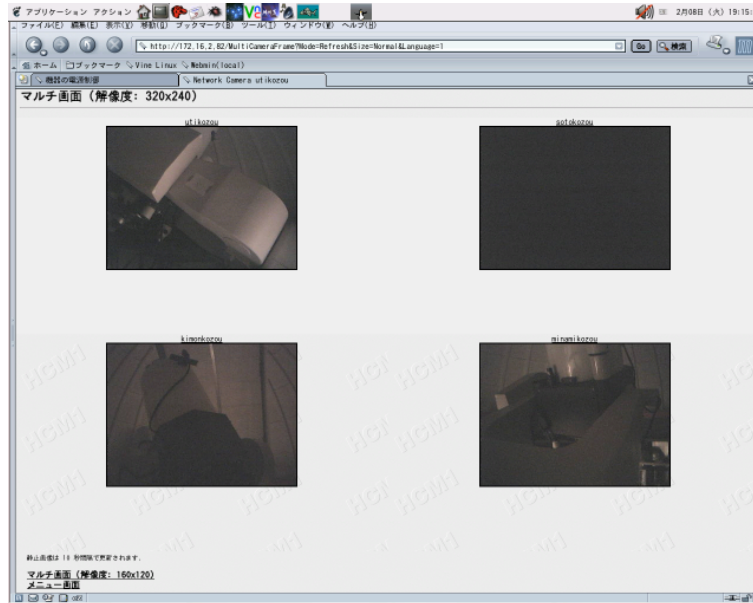 アプリケーション アクション 2月08日 (火) 19:15:
ファイル(F) 編集(E) 表示(V) 移動(G) ブックマーク(B) ツール(T) ウィンドウ(W) ヘルプ(H)
http://172.16.2.82/MultiCameraFrame?Mode=Refresh&Size=Normal&Language=1 Go 検索
ホーム ブックマーク Vine Linux Webmin(local)
機器の電源制御 Network Camera utikozou
マルチ画面 (解像度: 320x240)
utikozou sotokozou
kimonkozou minamikozou
静止画像は 10 秒間隔で更新されます.
マルチ画面 (解像度: 160x120)
メニュー画面